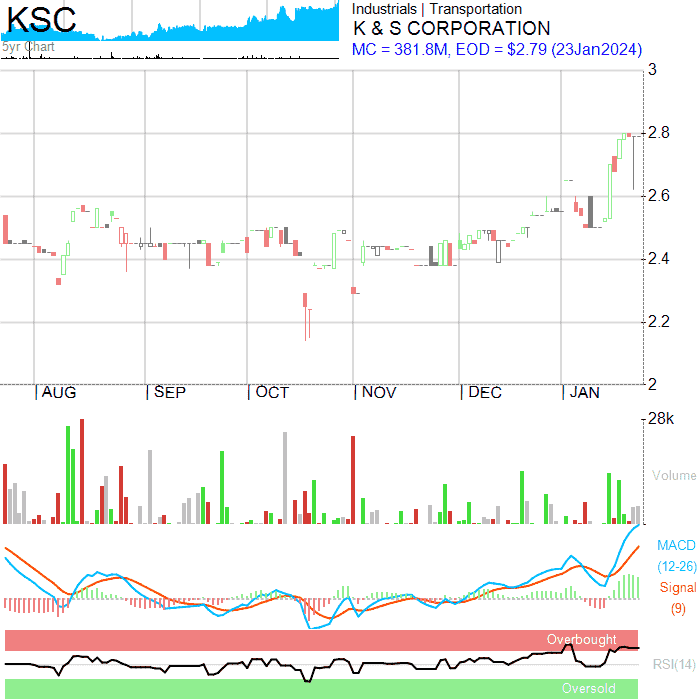 KSC
5yr Chart
Industrials | Transportation
K & S CORPORATION
MC = 381.8M, EOD = $2.79 (23Jan2024)
3
2.8
2.6
2.4
2.2
2
| AUG | SEP | OCT | NOV | DEC | JAN
28k
Volume
MACD
(12-26)
Signal
(9)
Overbought
RSI(14)
Oversold